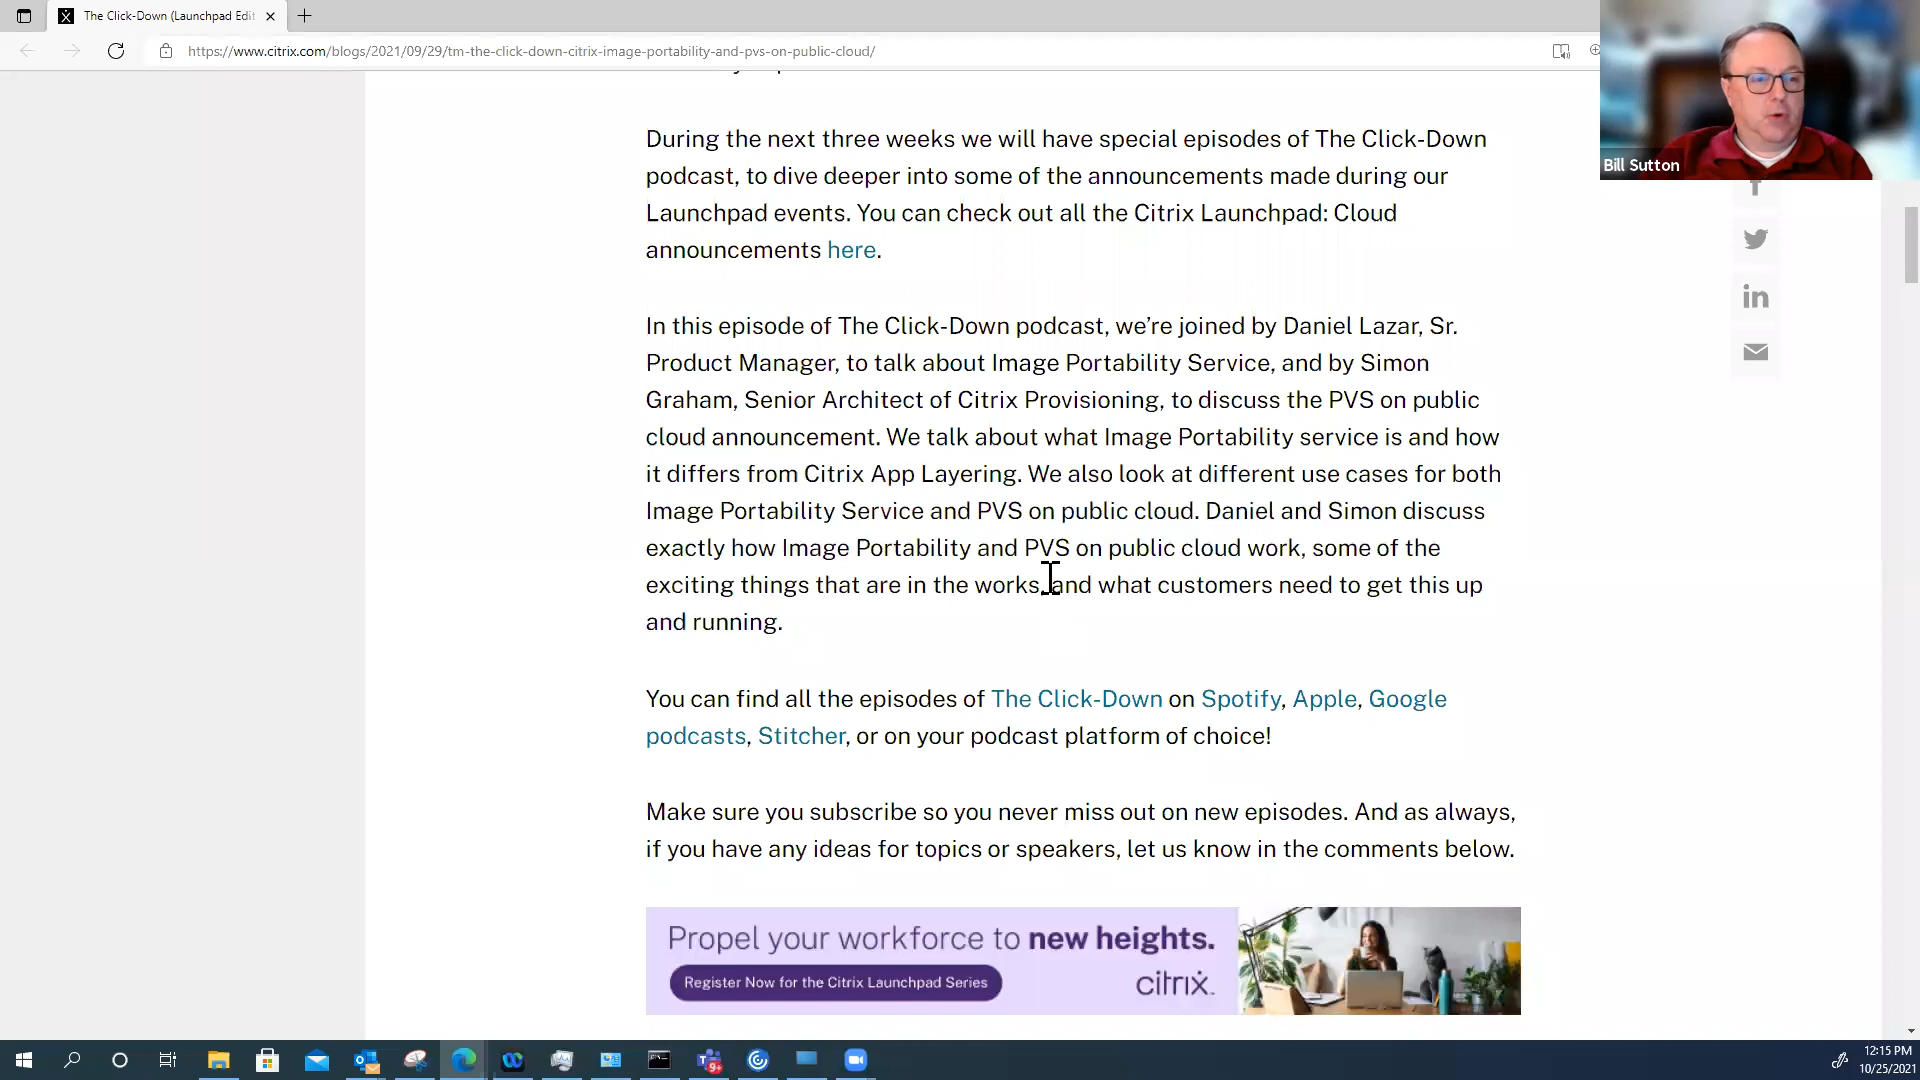 The Click-Down (Launchpad Edit
https://www.citrix.com/blogs/2021/09/29/tm-the-click-down-citrix-image-portability-and-pvs-on-public-cloud/
Bill Sutton
During the next three weeks we will have special episodes of The Click-Down
podcast, to dive deeper into some of the announcements made during our
Launchpad events. You can check out all the Citrix Launchpad: Cloud
announcements here.
In this episode of The Click-Down podcast, we’re joined by Daniel Lazar, Sr.
Product Manager, to talk about Image Portability Service, and by Simon
Graham, Senior Architect of Citrix Provisioning, to discuss the PVS on public
cloud announcement. We talk about what Image Portability service is and how
it differs from Citrix App Layering. We also look at different use cases for both
Image Portability Service and PVS on public cloud. Daniel and Simon discuss
exactly how Image Portability and PVS on public cloud work, some of the
exciting things that are in the works, and what customers need to get this up
and running.
You can find all the episodes of The Click-Down on Spotify, Apple, Google
podcasts, Stitcher, or on your podcast platform of choice!
Make sure you subscribe so you never miss out on new episodes. And as always,
if you have any ideas for topics or speakers, let us know in the comments below.
Propel your workforce to new heights.
Register Now for the Citrix Launchpad Series
citrix
9+
12:15 PM
10/25/2021